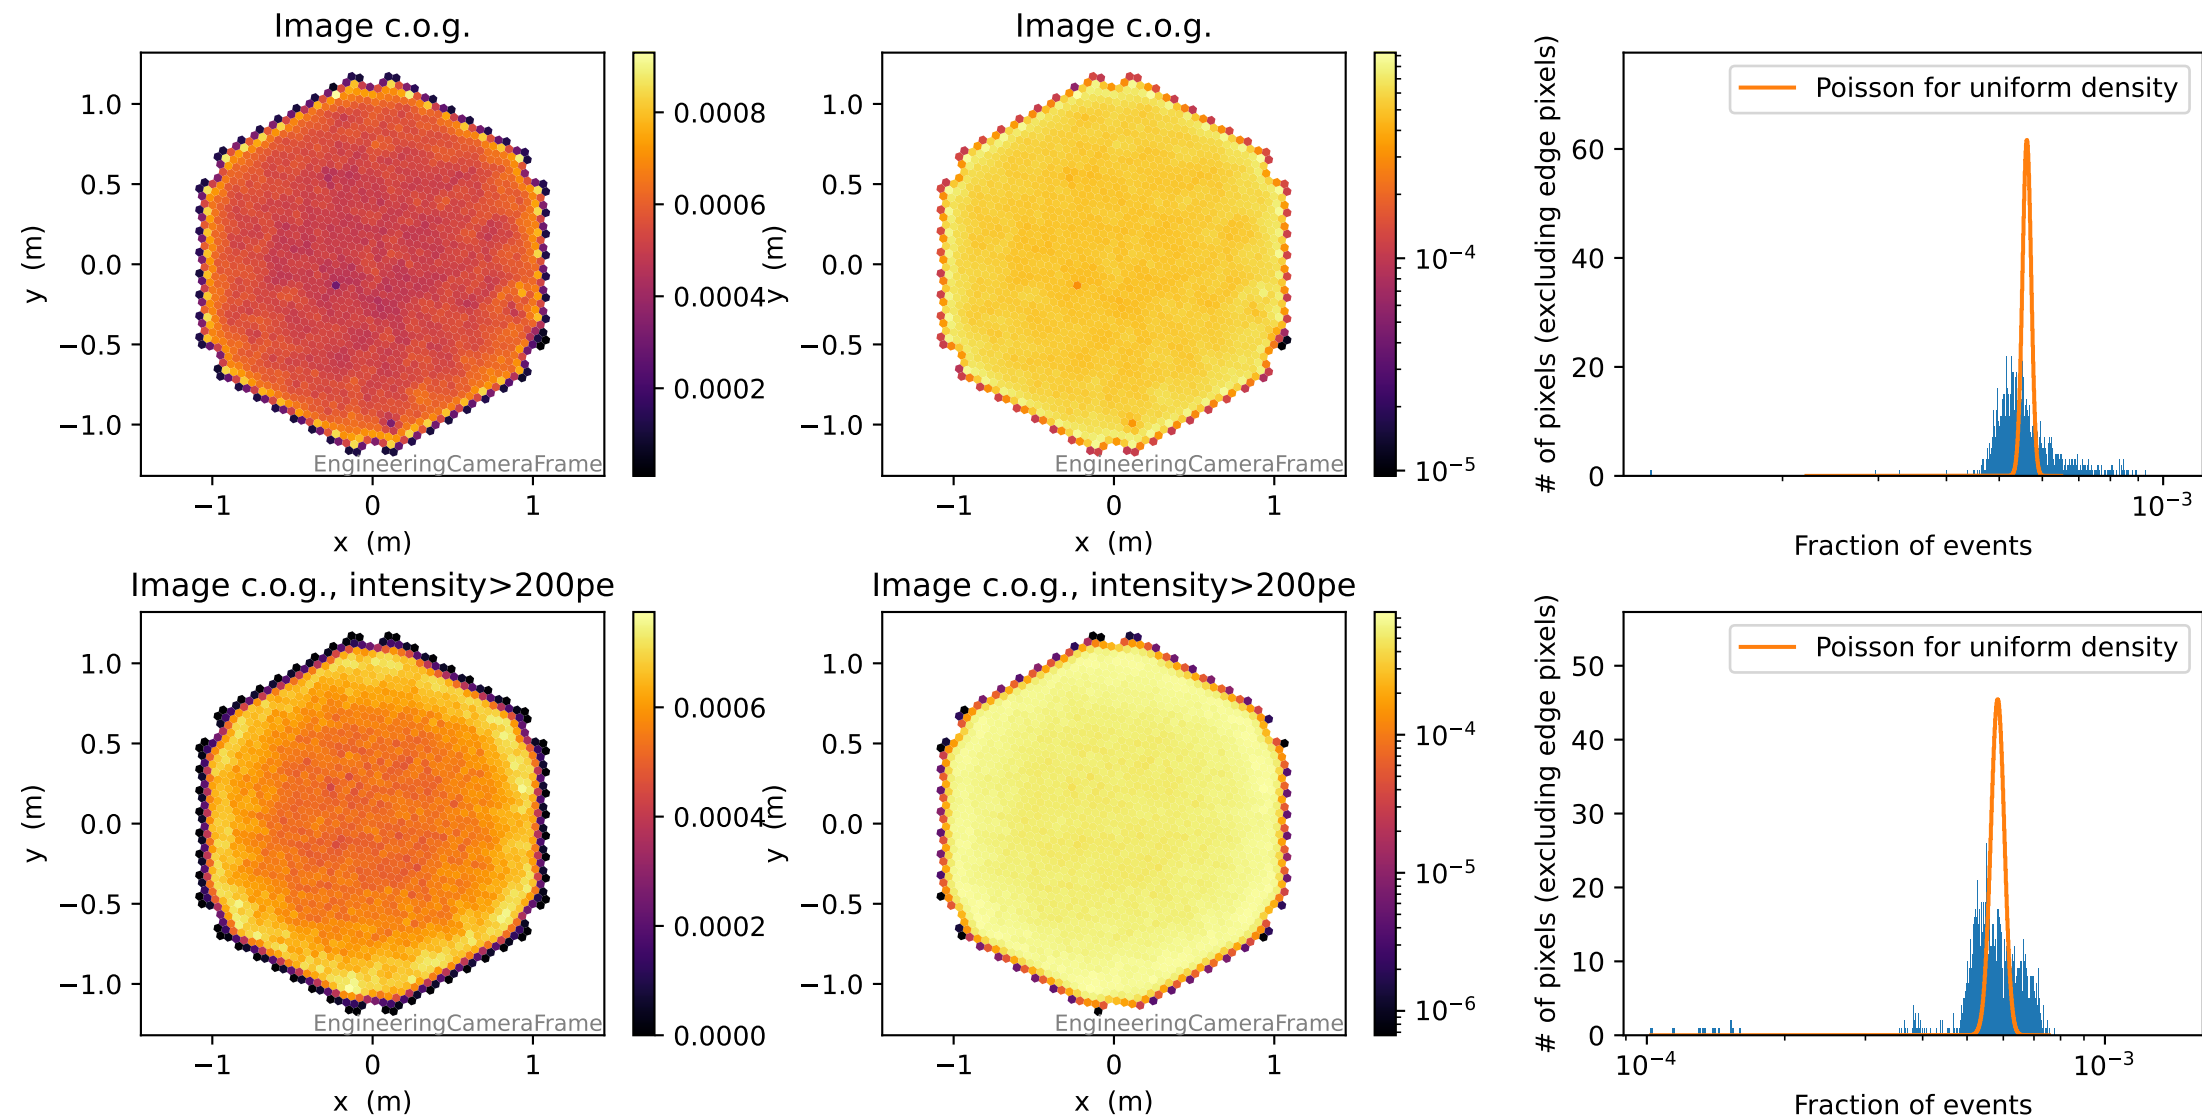 Image c.o.g.
1.0
0.5
0.0
−0.5
−1.0
y (m)
−1
0
1
x (m)
EngineeringCameraFrame
0.0008
0.0006
0.0004
0.0002
Image c.o.g.
1.0
0.5
0.0
−0.5
−1.0
y (m)
−1
0
1
x (m)
EngineeringCameraFrame
10−4
10−5
# of pixels (excluding edge pixels)
60
40
20
0
Poisson for uniform density
10−3
Fraction of events
Image c.o.g., intensity>200pe
1.0
0.5
0.0
−0.5
−1.0
y (m)
−1
0
1
x (m)
EngineeringCameraFrame
0.0006
0.0004
0.0002
0.0000
Image c.o.g., intensity>200pe
1.0
0.5
0.0
−0.5
−1.0
y (m)
−1
0
1
x (m)
EngineeringCameraFrame
10−4
10−5
10−6
# of pixels (excluding edge pixels)
50
40
30
20
10
0
Poisson for uniform density
10−4
10−3
Fraction of events